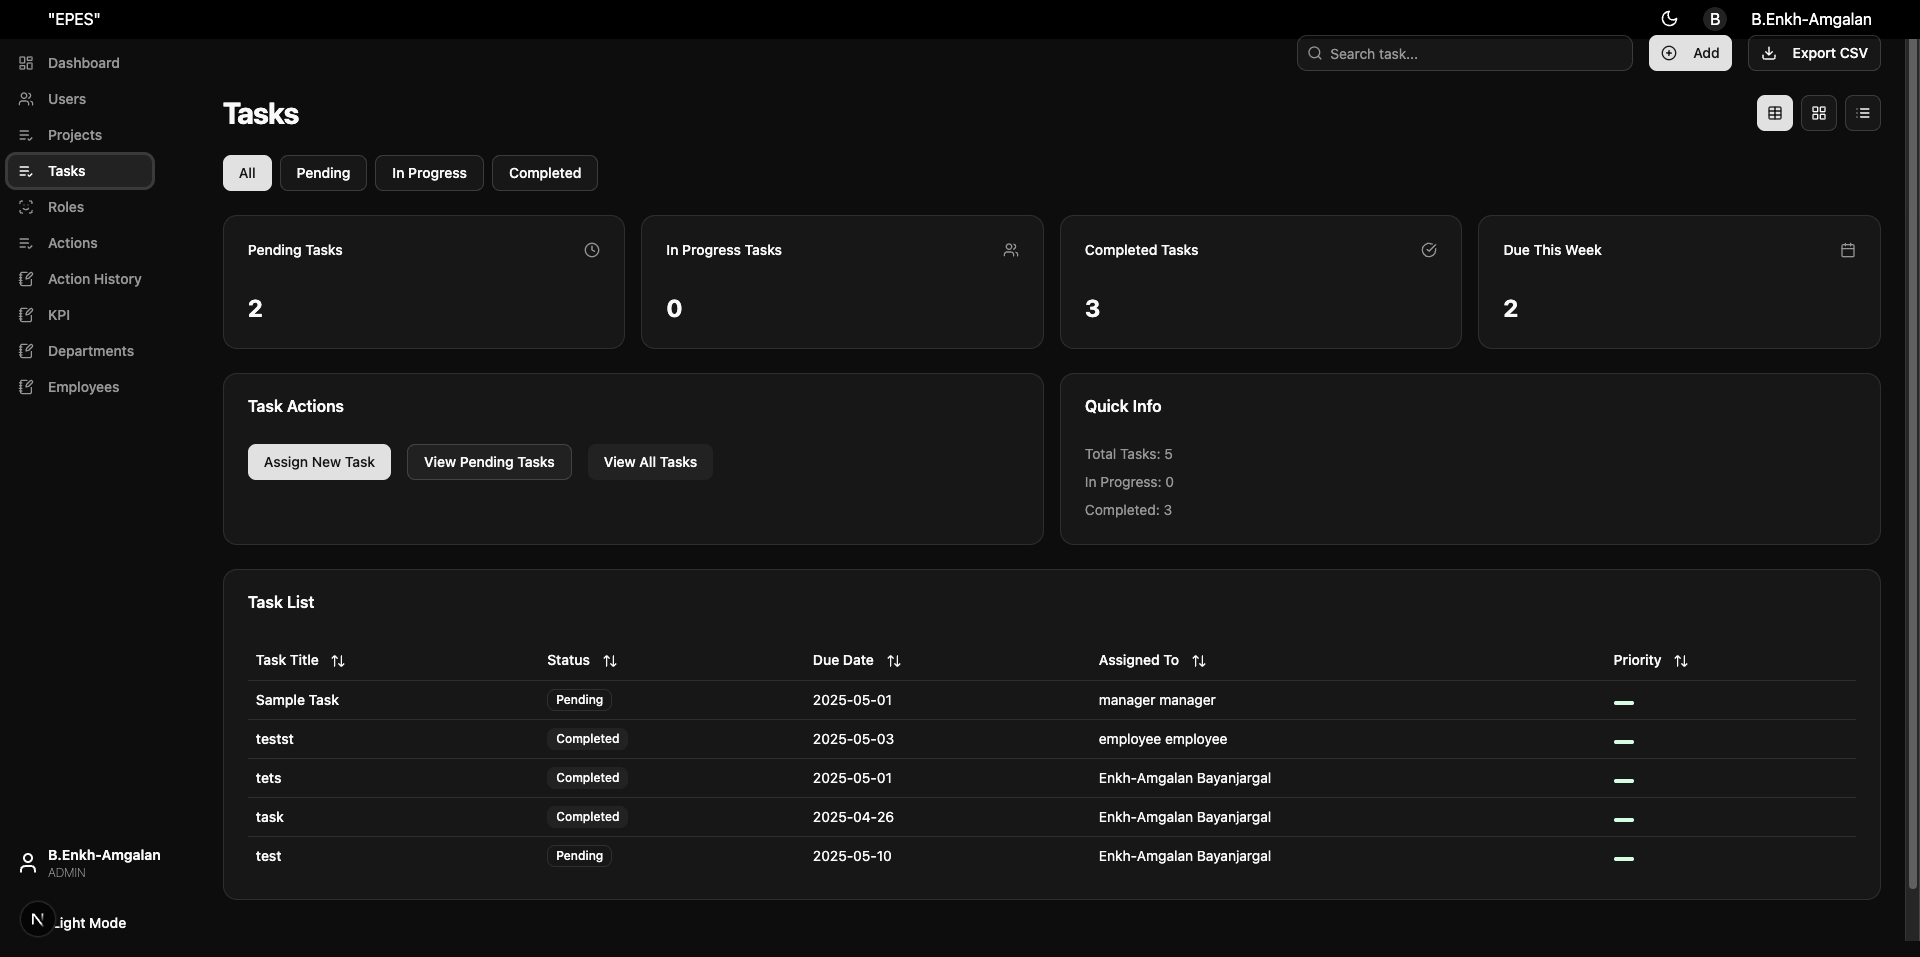 "EPES"
B
B.Enkh-Amgalan
Dashboard
Users
Projects
Tasks
Roles
Actions
Action History
KPI
Departments
Employees
B.Enkh-Amgalan
ADMIN
N
Light Mode
Search task...
Add
Export CSV
Tasks
All
Pending
In Progress
Completed
Pending Tasks
2
In Progress Tasks
0
Completed Tasks
3
Due This Week
2
Task Actions
Assign New Task
View Pending Tasks
View All Tasks
Quick Info
Total Tasks: 5
In Progress: 0
Completed: 3
Task List
Task Title Status Due Date Assigned To Priority
Sample Task Pending 2025-05-01 manager manager
testst Completed 2025-05-03 employee employee
tets Completed 2025-05-01 Enkh-Amgalan Bayanjargal
task Completed 2025-04-26 Enkh-Amgalan Bayanjargal
test Pending 2025-05-10 Enkh-Amgalan Bayanjargal